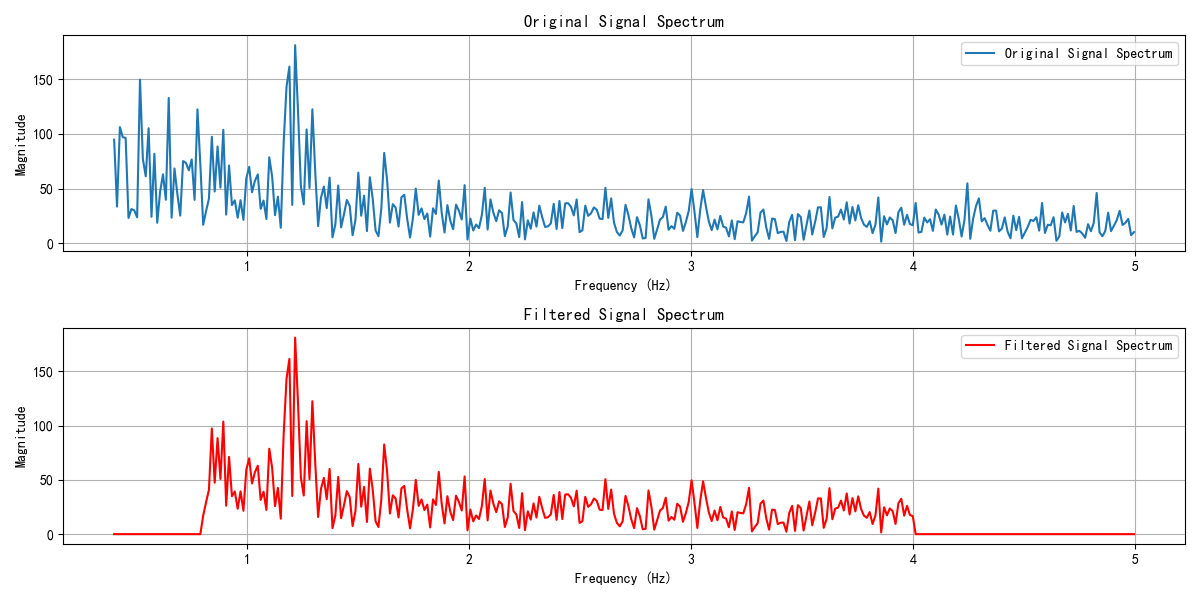 Original Signal Spectrum
Original Signal Spectrum
150
100
50
0
Magnitude
1 2 3 4 5
Frequency (Hz)
Filtered Signal Spectrum
Filtered Signal Spectrum
150
100
50
0
Magnitude
1 2 3 4 5
Frequency (Hz)